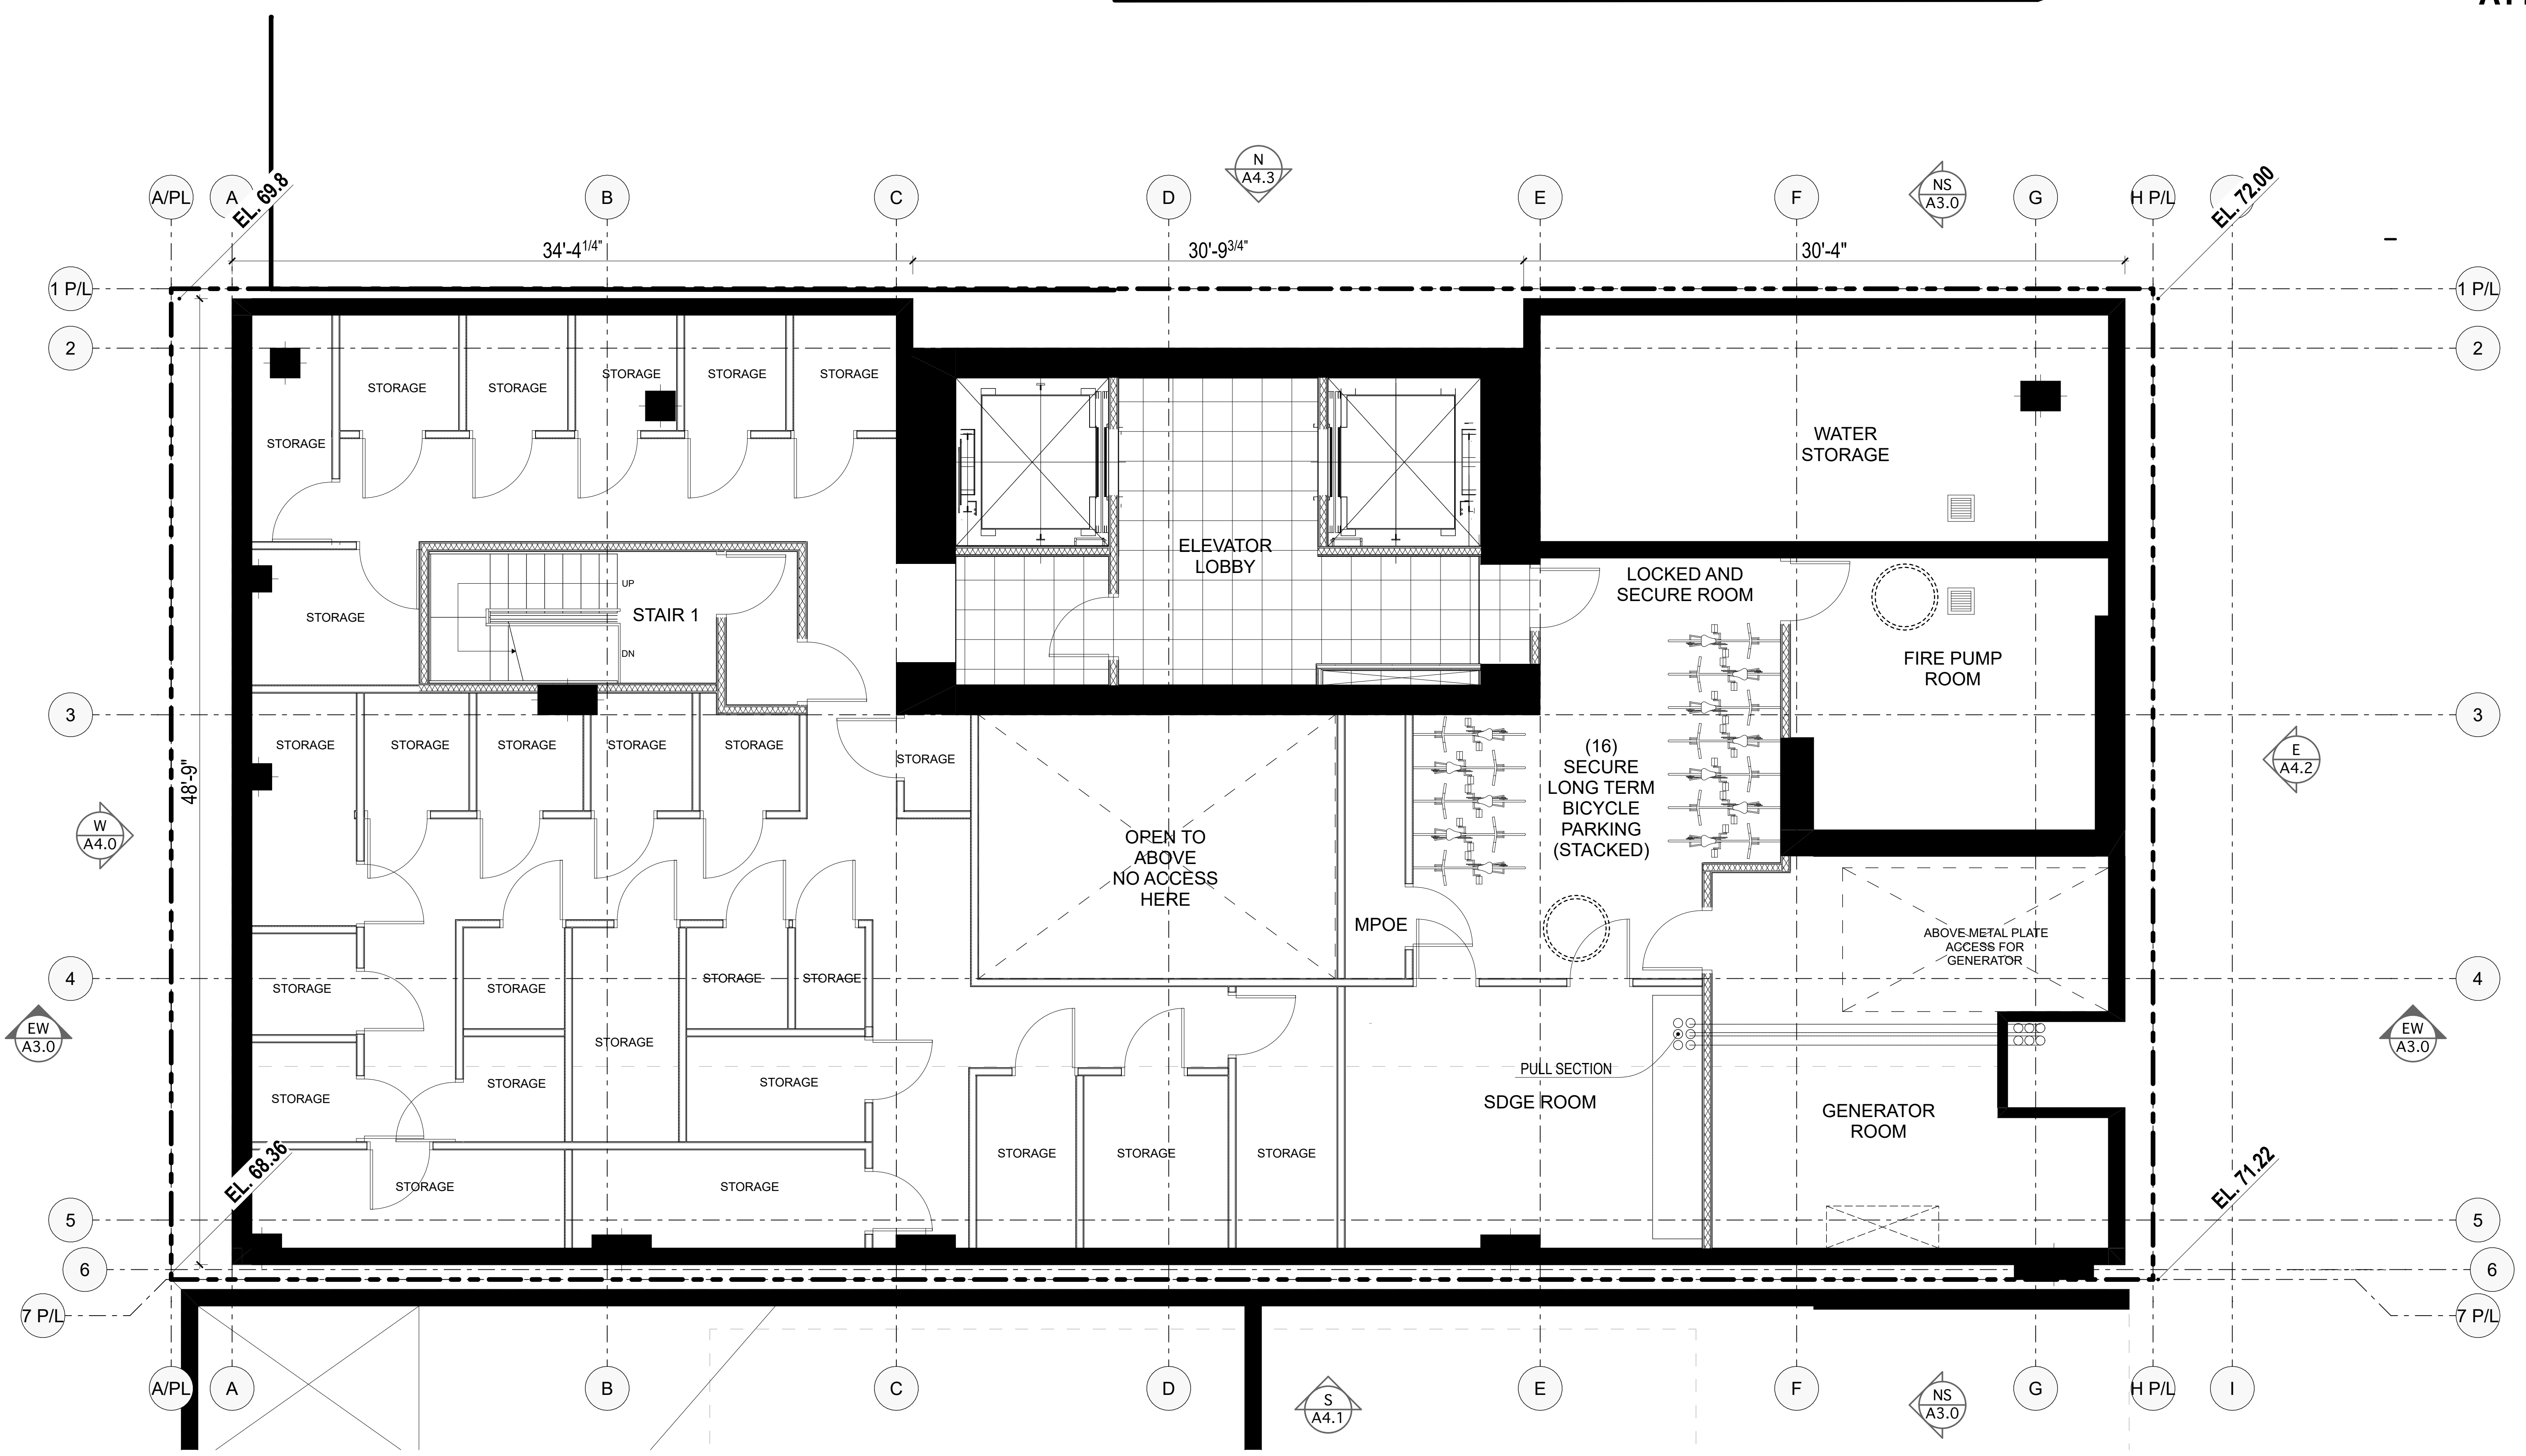 N
A4.3
NS
A3.0
A/PL
A
B
C
D
E
F
G
H P/L
EL. 69.8
EL. 72.00
34'-4 1/4"
30'-9 3/4"
30'-4"
1 P/L
1 P/L
2
2
STORAGE
STORAGE
STORAGE
STORAGE
STORAGE
STORAGE
WATER
STORAGE
ELEVATOR
LOBBY
LOCKED AND
SECURE ROOM
STORAGE
UP
STAIR 1
DN
FIRE PUMP
ROOM
3
3
STORAGE
STORAGE
STORAGE
STORAGE
STORAGE
STORAGE
48'-9"
(16)
SECURE
LONG TERM
BICYCLE
PARKING
(STACKED)
E
A4.2
W
A4.0
OPEN TO
ABOVE
NO ACCESS
HERE
MPOE
ABOVE METAL PLATE
ACCESS FOR
GENERATOR
4
4
STORAGE
STORAGE
STORAGE
STORAGE
EW
A3.0
EW
A3.0
STORAGE
PULL SECTION
STORAGE
STORAGE
STORAGE
SDGE ROOM
GENERATOR
ROOM
STORAGE
STORAGE
STORAGE
EL. 68.36
EL. 71.22
STORAGE
STORAGE
5
5
6
6
7 P/L
7 P/L
A/PL
A
B
C
D
E
F
G
H P/L
I
S
A4.1
NS
A3.0